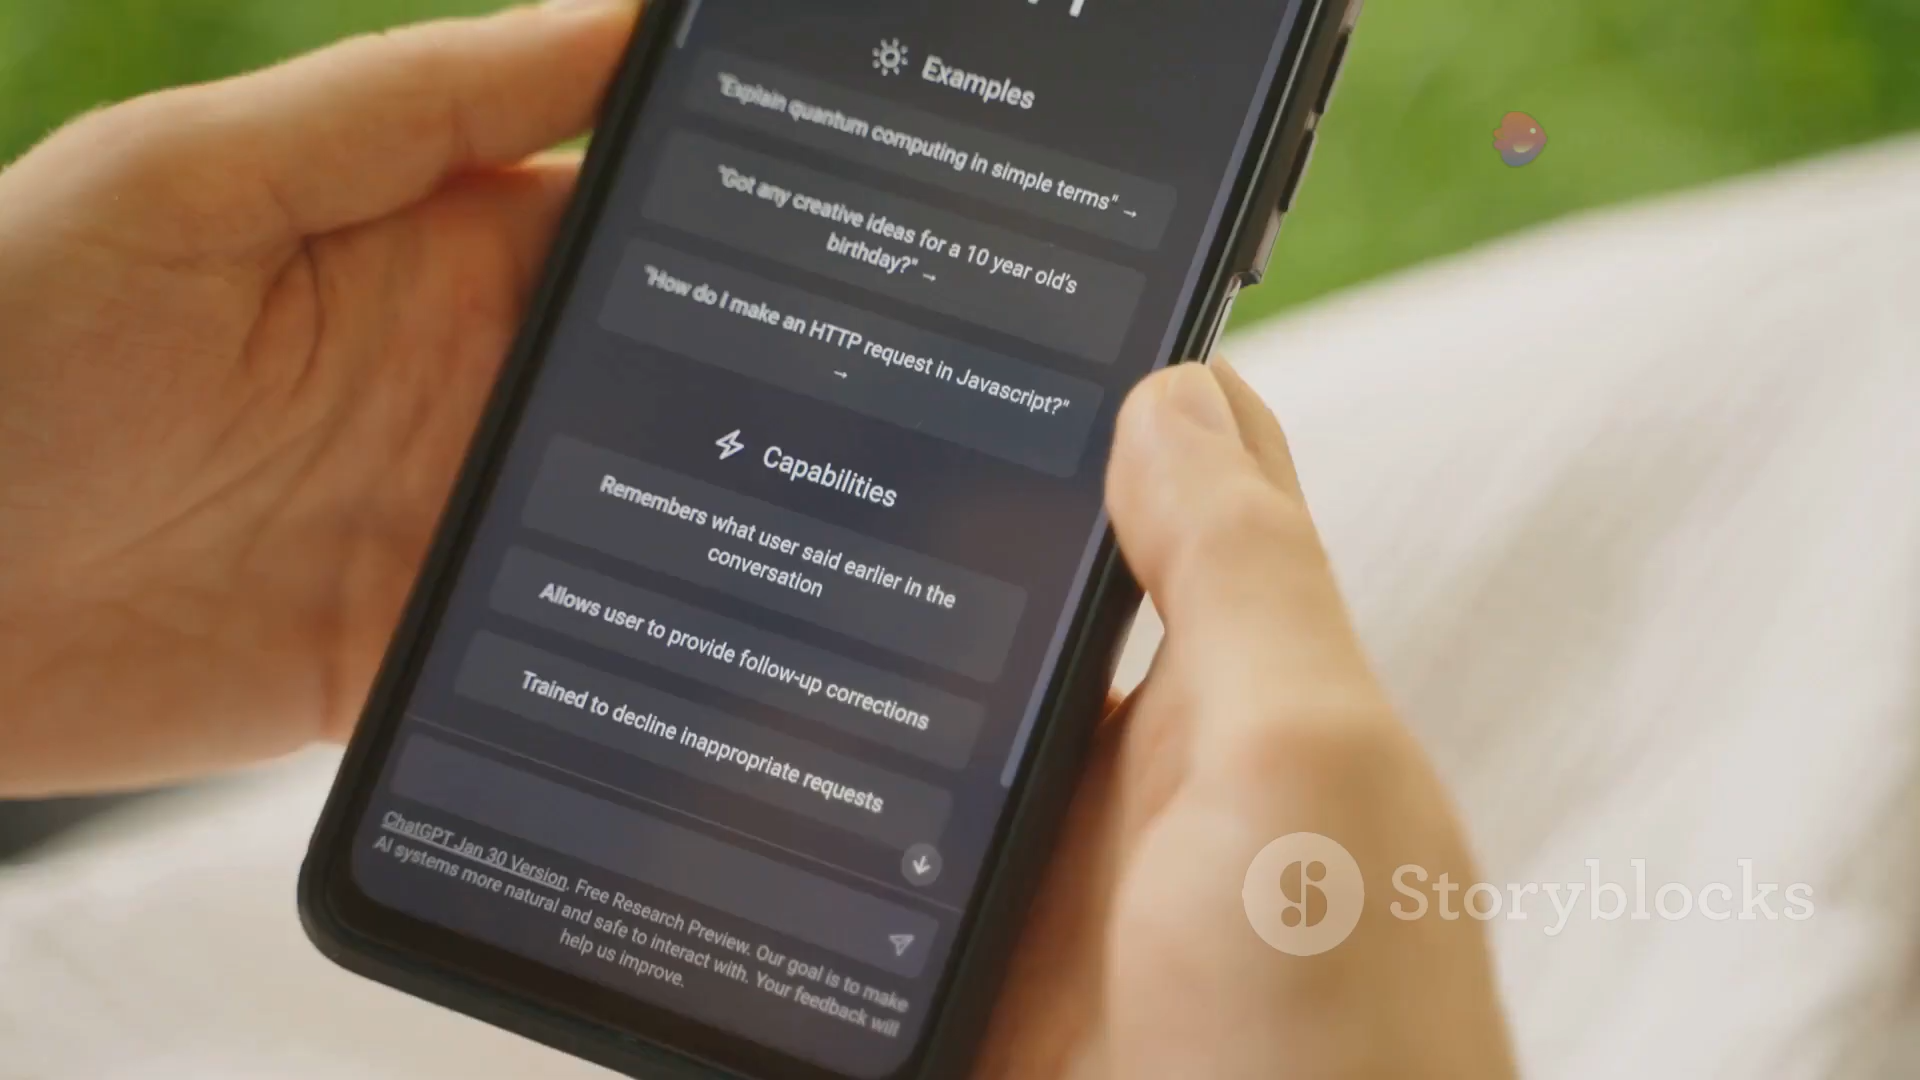 Examples
"Explain quantum computing in simple terms" →
"Got any creative ideas for a 10 year old's
birthday?" →
"How do I make an HTTP request in Javascript?"
→
Capabilities
Remembers what user said earlier in the
conversation
Allows user to provide follow-up corrections
Trained to decline inappropriate requests
ChatGPT Jan 30 Version. Free Research Preview. Our goal is to make
AI systems more natural and safe to interact with. Your feedback will
help us improve.
Storyblocks